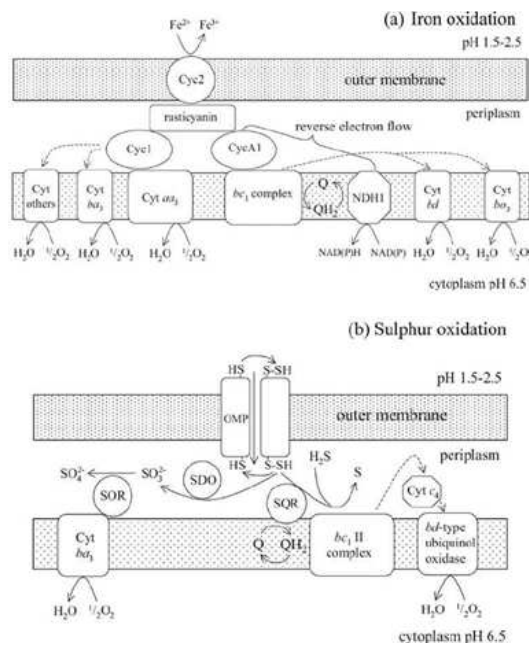 (a) Iron oxidation
Fe²⁺ Fe³⁺
pH 1.5-2.5
Cyc2
outer membrane
rasticyanin
periplasm
reverse electron flow
Cyc1 CycA1
Cyt others
Cyt ba₃
Cyt aa₃
bc₁ complex
Q
QH₂
NDH1
Cyt bd
Cyt bo₃
H₂O ¹/₂O₂ H₂O ¹/₂O₂ H₂O ¹/₂O₂ NAD(P)H NAD(P) H₂O ¹/₂O₂ H₂O ¹/₂O₂
cytoplasm pH 6.5
(b) Sulphur oxidation
HS S-SH
pH 1.5-2.5
OMP
outer membrane
HS S-SH
H₂S
periplasm
SO₄²⁻ SO₃²⁻ SDO S
SOR SQR Cyt c₄
Cyt ba₃
Q QH₂
bc₁ II complex
bd-type ubiquinol oxidase
H₂O ¹/₂O₂ H₂O ¹/₂O₂
cytoplasm pH 6.5